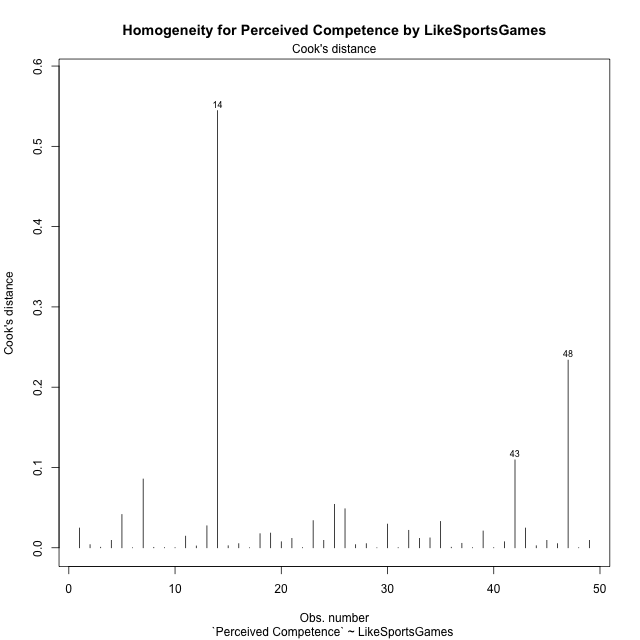 Homogeneity for Perceived Competence by LikeSportsGames
Cook's distance
0.6
14
0.5
0.4
Cook's distance
0.3
48
0.2
43
0.1
0.0
0 10 20 30 40 50
Obs. number
`Perceived Competence` ~ LikeSportsGames